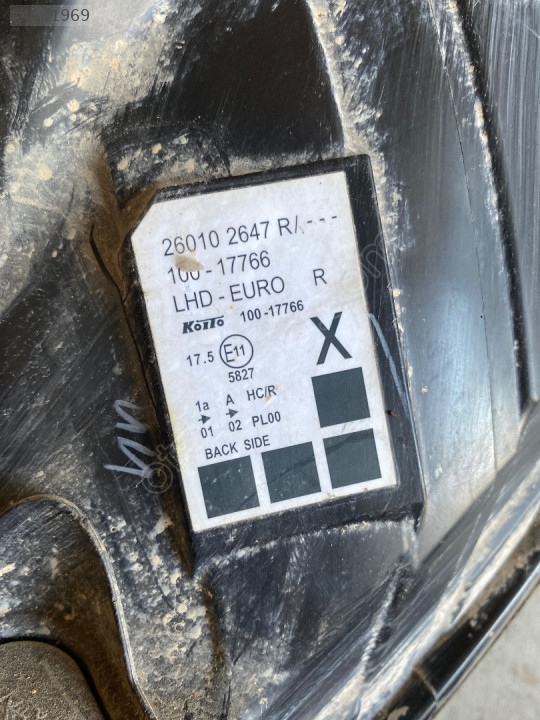 1969
26010 2647 R/ - - -
100-17766
LHD - EURO R
KOITO 100-17766
X
17.5 E11
5827
1a A HC/R
01 02 PL00
BACK SIDE